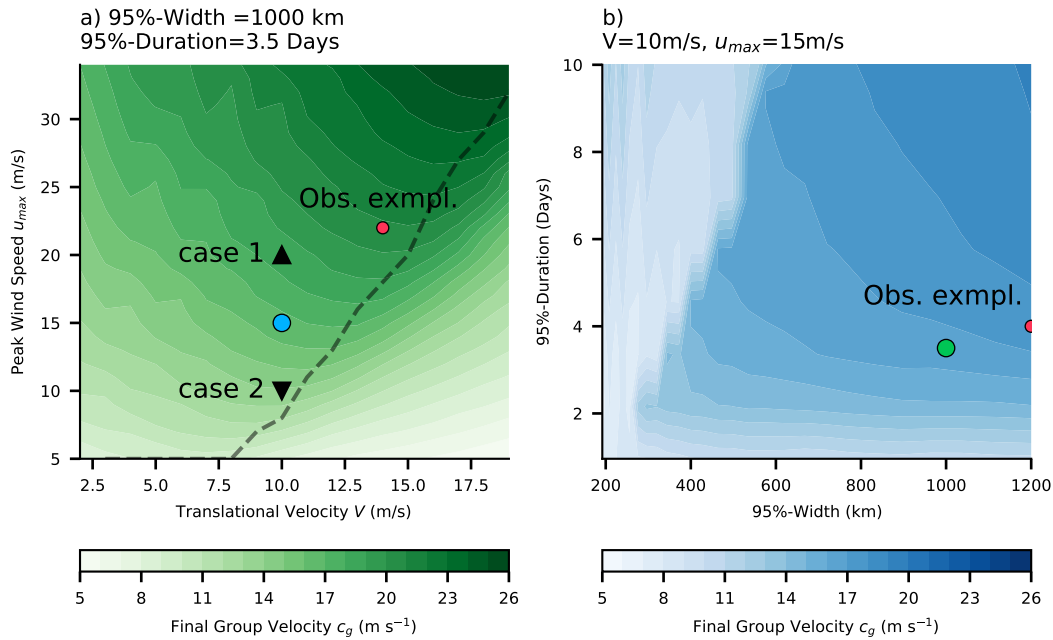 a) 95%-Width =1000 km
95%-Duration=3.5 Days
30
25
20
15
10
5
Peak Wind Speed u_max (m/s)
Obs. exmpl.
case 1
case 2
2.5 5.0 7.5 10.0 12.5 15.0 17.5
Translational Velocity V (m/s)
5 8 11 14 17 20 23 26
Final Group Velocity c_g (m s⁻¹)
b)
V=10m/s, u_max=15m/s
10
8
6
4
2
95%-Duration (Days)
Obs. exmpl.
200 400 600 800 1000 1200
95%-Width (km)
5 8 11 14 17 20 23 26
Final Group Velocity c_g (m s⁻¹)